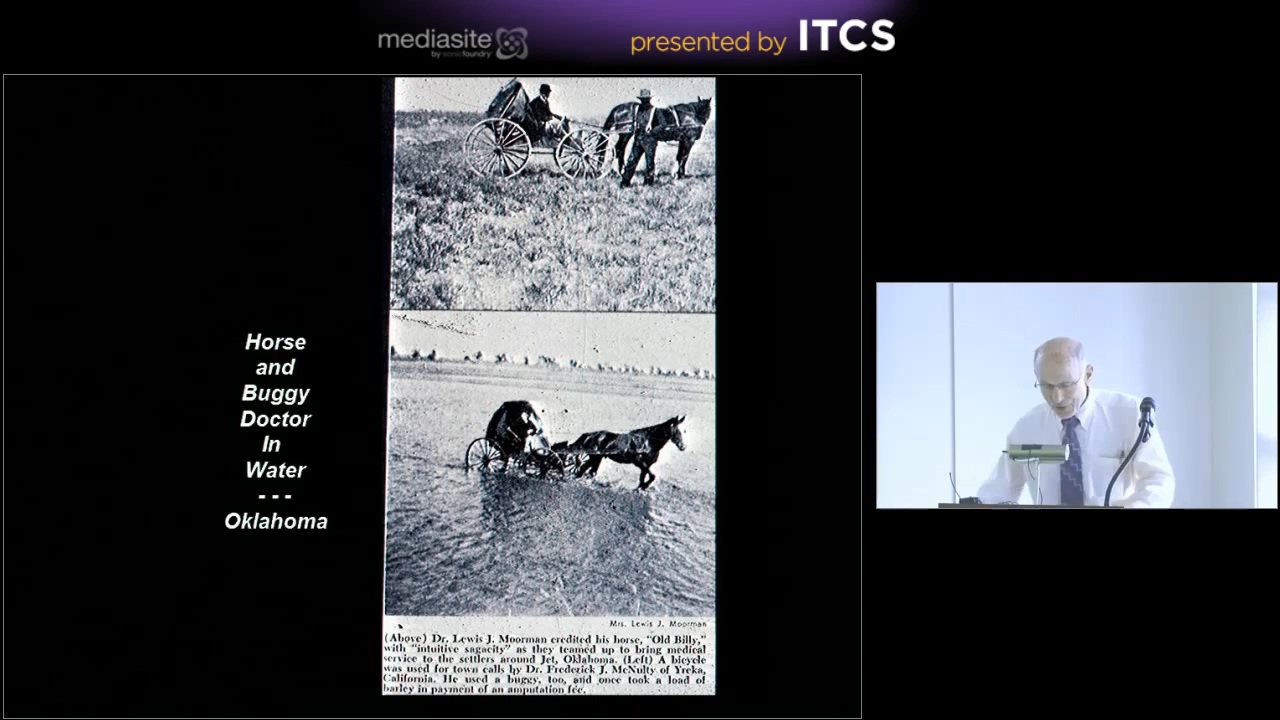 mediasite
by sonicfoundry
presented by ITCS
Horse
and
Buggy
Doctor
In
Water
---
Oklahoma
Mrs. Lewis J. Moorman
(Above) Dr. Lewis J. Moorman credited his horse, "Old Billy,"
with "intuitive sagacity" as they teamed up to bring medical
service to the settlers around Jet, Oklahoma. (Left) A bicycle
was used for town calls by Dr. Frederick J. McNulty of Yreka,
California. He used a buggy, too, and once took a load of
barley in payment of an amputation fee.